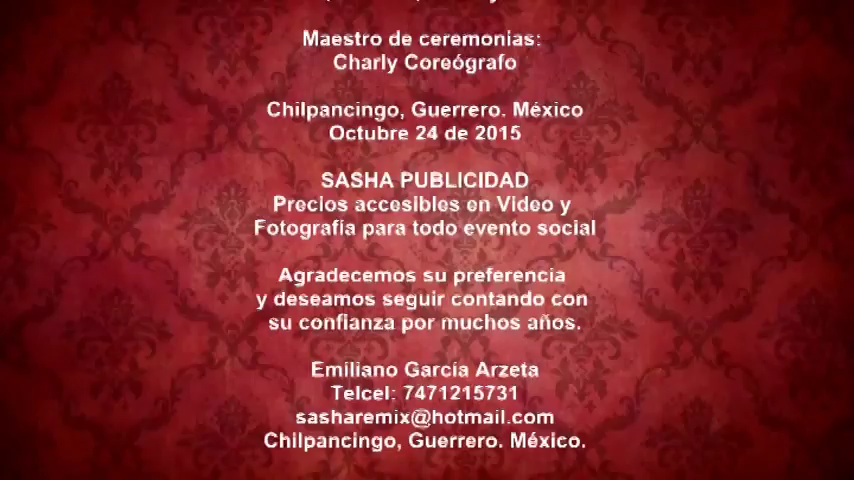 Maestro de ceremonias:
Charly Coreógrafo
Chilpancingo, Guerrero. México
Octubre 24 de 2015
SASHA PUBLICIDAD
Precios accesibles en Video y
Fotografía para todo evento social
Agradecemos su preferencia
y deseamos seguir contando con
su confianza por muchos años.
Emiliano García Arzeta
Telcel: 7471215731
sasharemix@hotmail.com
Chilpancingo, Guerrero. México.